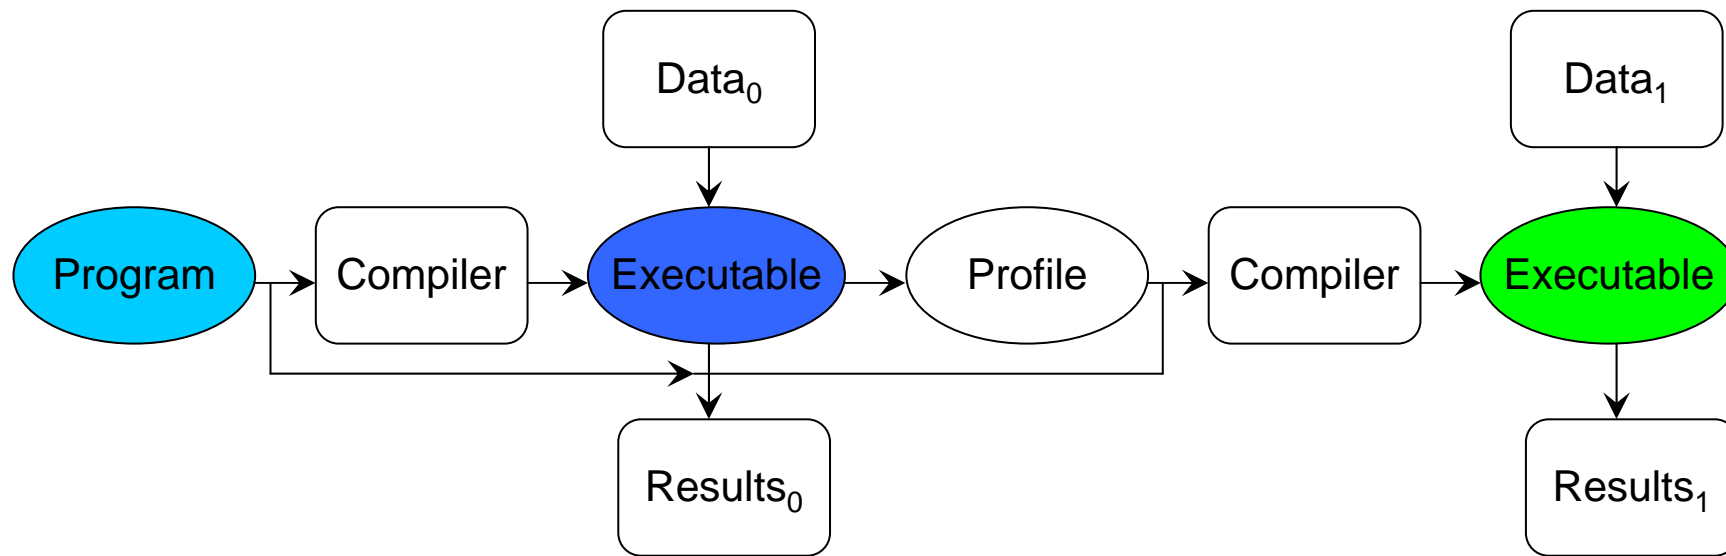 Data₀
Data₁
Program
Compiler
Executable
Profile
Compiler
Executable
Results₀
Results₁